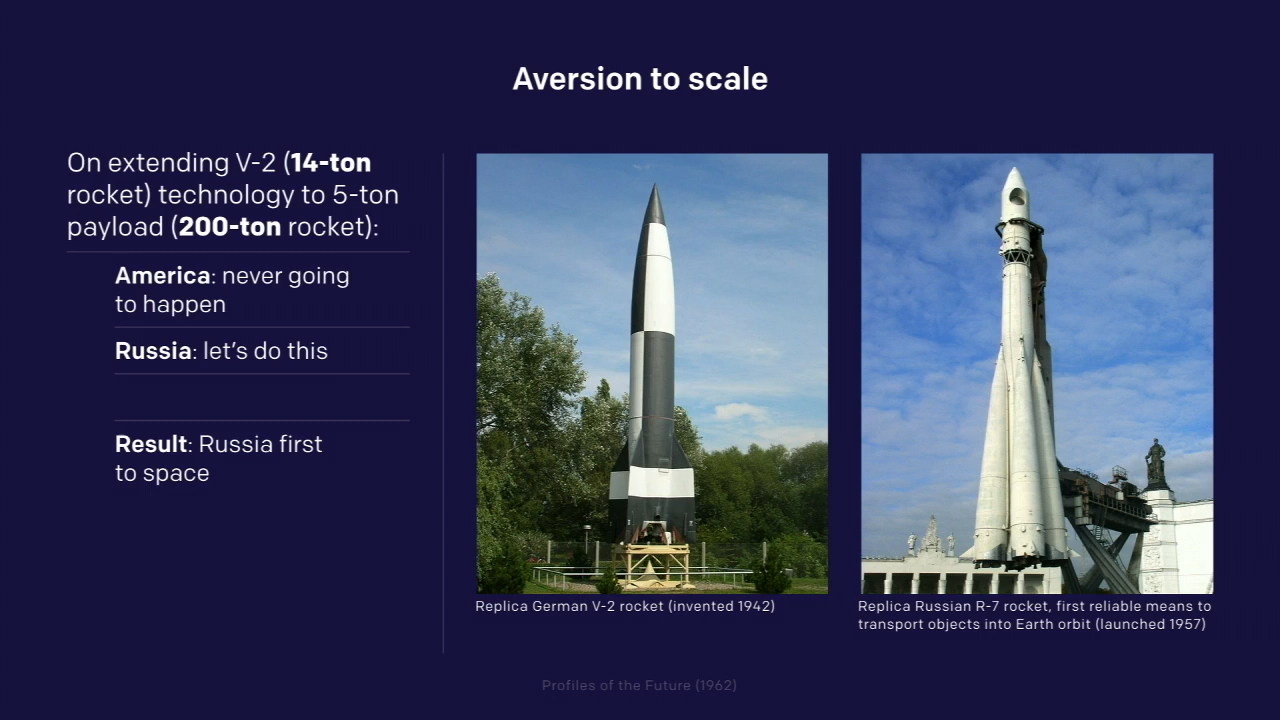 Aversion to scale
On extending V-2 (14-ton
rocket) technology to 5-ton
payload (200-ton rocket):
America: never going
to happen
Russia: let's do this
Result: Russia first
to space
Replica German V-2 rocket (invented 1942)
Replica Russian R-7 rocket, first reliable means to
transport objects into Earth orbit (launched 1957)
Profiles of the Future (1962)